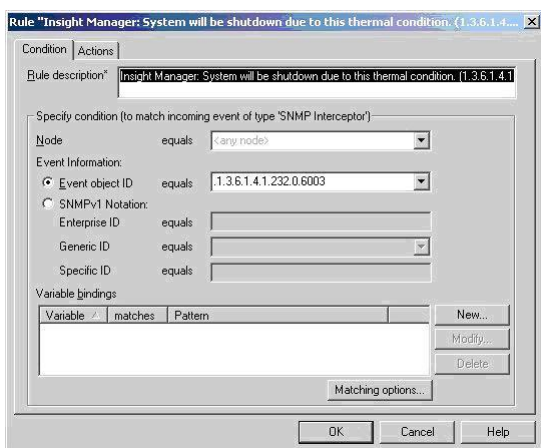 Rule "Insight Manager: System will be shutdown due to this thermal condition. (1.3.6.1.4....
Condition Actions
Rule description* Insight Manager: System will be shutdown due to this thermal condition. (1.3.6.1.4.1
Specify condition (to match incoming event of type 'SNMP Interceptor')
Node equals <any node>
Event Information:
Event object ID equals .1.3.6.1.4.1.232.0.6003
SNMPv1 Notation:
Enterprise ID equals
Generic ID equals
Specific ID equals
Variable bindings
Variable matches Pattern New...
Modify...
Delete
Matching options...
OK Cancel Help